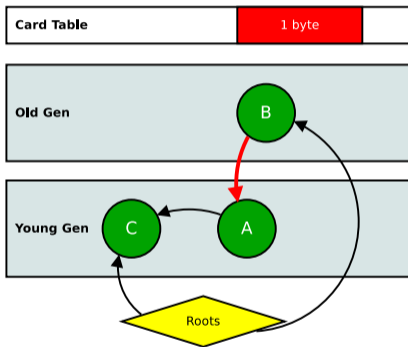 Card Table
1 byte
Old Gen
B
Young Gen
C
A
Roots